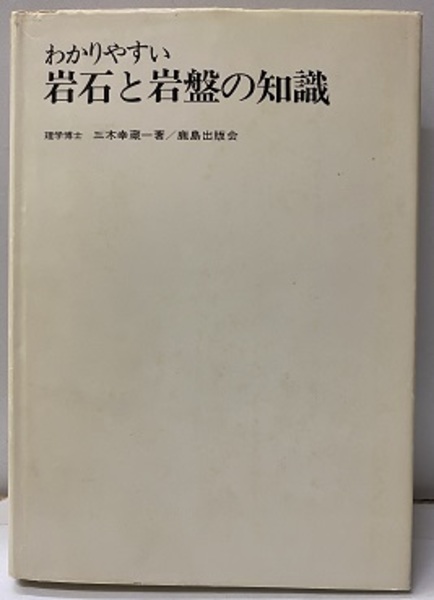 わかりやすい
岩石と岩盤の知識
理学博士 三木幸蔵一著/鹿島出版会